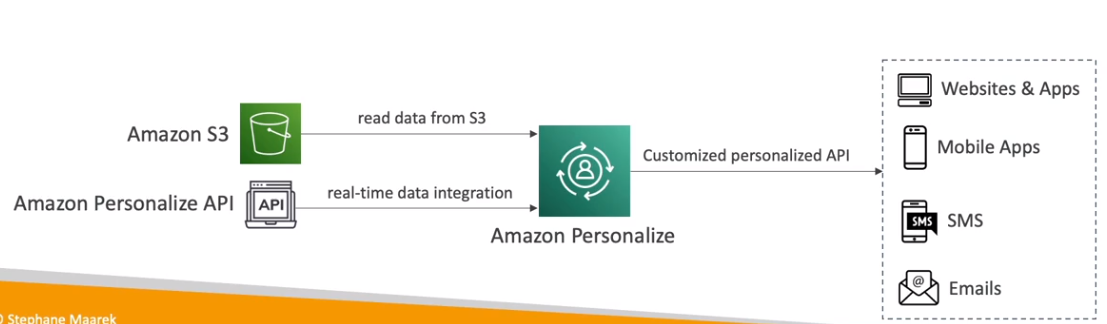 Amazon S3
read data from S3
Amazon Personalize API
API
real-time data integration
Amazon Personalize
Customized personalized API
Websites & Apps
Mobile Apps
SMS
SMS
@
Emails
Stephane Maarek